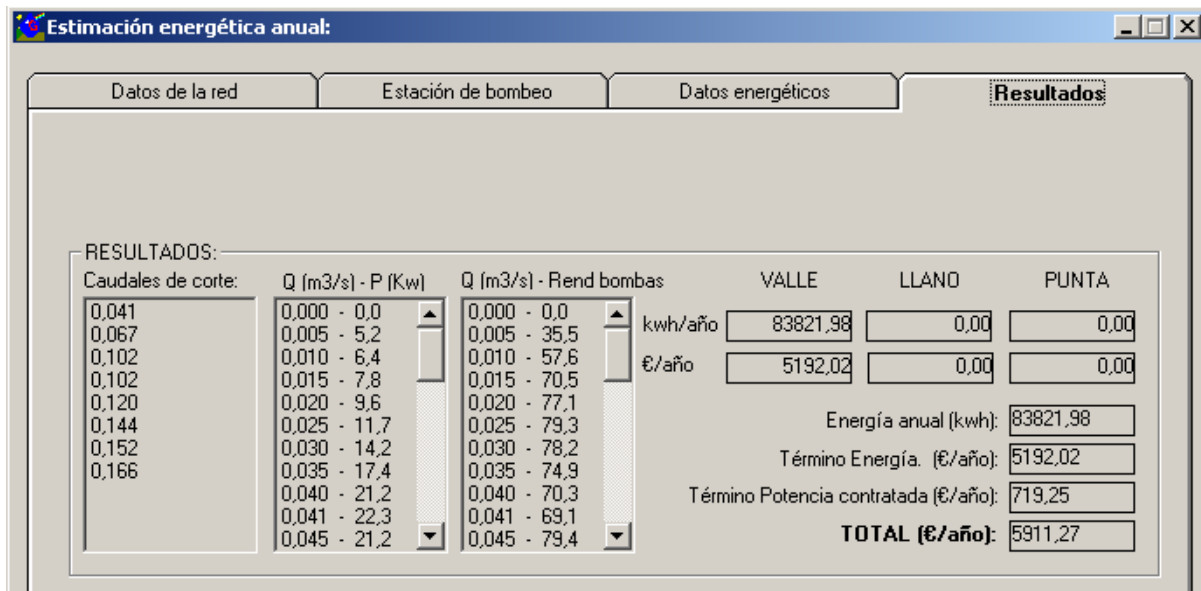 Estimación energética anual:
Datos de la red
Estación de bombeo
Datos energéticos
Resultados
RESULTADOS:
Caudales de corte:
0,041
0,067
0,102
0,102
0,120
0,144
0,152
0,166
Q (m3/s) - P (Kw)
0,000 - 0,0
0,005 - 5,2
0,010 - 6,4
0,015 - 7,8
0,020 - 9,6
0,025 - 11,7
0,030 - 14,2
0,035 - 17,4
0,040 - 21,2
0,041 - 22,3
0,045 - 21,2
Q (m3/s) - Rend bombas
0,000 - 0,0
0,005 - 35,5
0,010 - 57,6
0,015 - 70,5
0,020 - 77,1
0,025 - 79,3
0,030 - 78,2
0,035 - 74,9
0,040 - 70,3
0,041 - 69,1
0,045 - 79,4
VALLE LLANO PUNTA
kwh/año 83821,98 0,00 0,00
€/año 5192,02 0,00 0,00
Energía anual (kwh): 83821,98
Término Energía. (€/año): 5192,02
Término Potencia contratada (€/año): 719,25
TOTAL (€/año): 5911,27